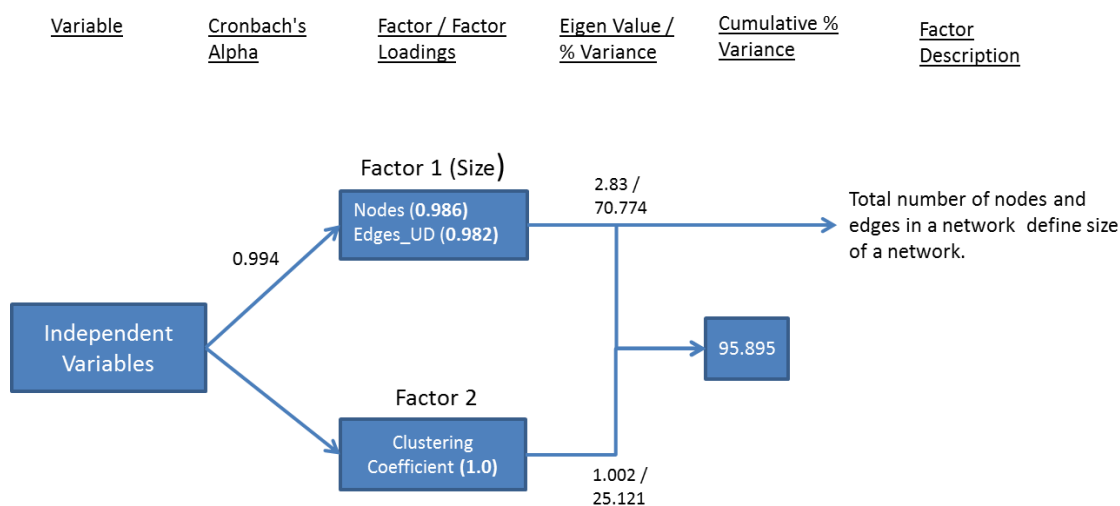 Variable
Cronbach's
Alpha
Factor / Factor
Loadings
Eigen Value /
% Variance
Cumulative %
Variance
Factor
Description
Factor 1 (Size)
Nodes (0.986)
Edges_UD (0.982)
2.83 /
70.774
Total number of nodes and
edges in a network define size
of a network.
0.994
Independent
Variables
95.895
Factor 2
Clustering
Coefficient (1.0)
1.002 /
25.121